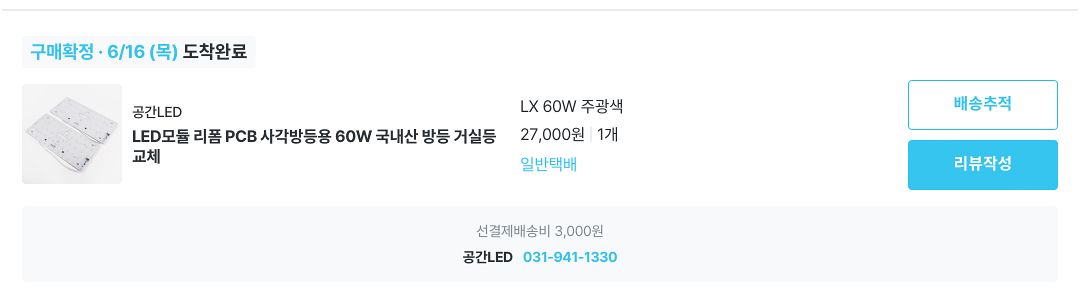 구매확정 · 6/16 (목) 도착완료
공간LED
LED모듈 리폼 PCB 사각방등용 60W 국내산 방등 거실등
교체
LX 60W 주광색
27,000원 | 1개
일반택배
배송추적
리뷰작성
선결제배송비 3,000원
공간LED 031-941-1330